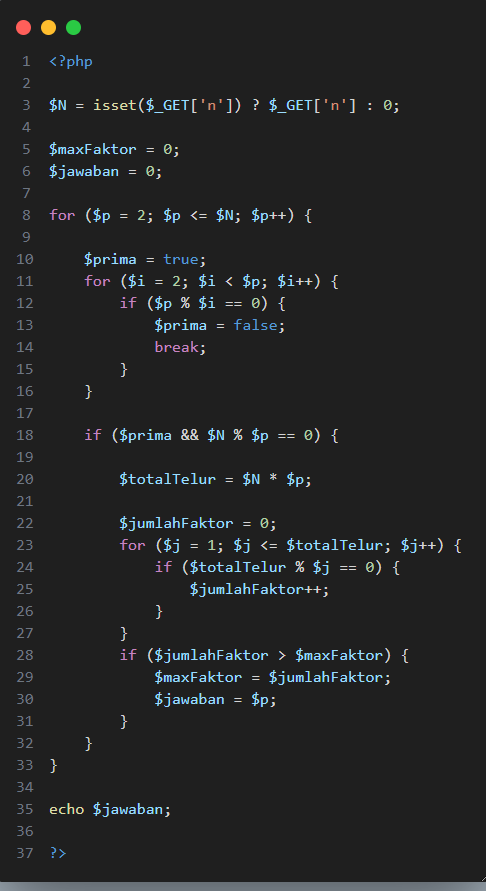 1 <?php
2
3 $N = isset($_GET['n']) ? $_GET['n'] : 0;
4
5 $maxFaktor = 0;
6 $jawaban = 0;
7
8 for ($p = 2; $p <= $N; $p++) {
9
10     $prima = true;
11     for ($i = 2; $i < $p; $i++) {
12         if ($p % $i == 0) {
13             $prima = false;
14             break;
15         }
16     }
17
18     if ($prima && $N % $p == 0) {
19
20         $totalTelur = $N * $p;
21
22         $jumlahFaktor = 0;
23         for ($j = 1; $j <= $totalTelur; $j++) {
24             if ($totalTelur % $j == 0) {
25                 $jumlahFaktor++;
26             }
27         }
28         if ($jumlahFaktor > $maxFaktor) {
29             $maxFaktor = $jumlahFaktor;
30             $jawaban = $p;
31         }
32     }
33 }
34
35 echo $jawaban;
36
37 ?>